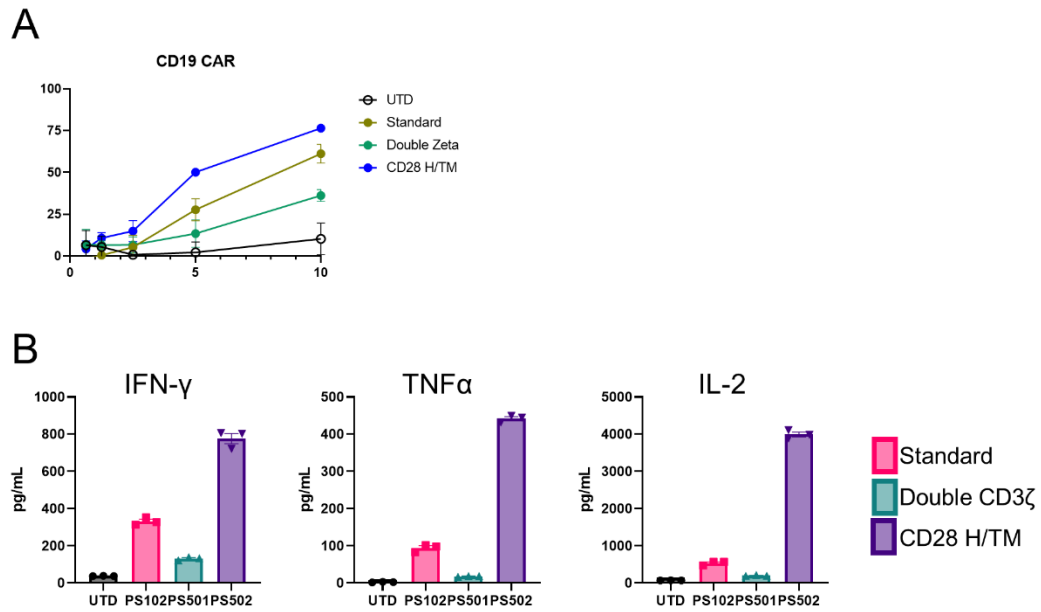 A
CD19 CAR
100
75
50
25
0
0 5 10
UTD
Standard
Double Zeta
CD28 H/TM
B
IFN-γ
1000
800
600
400
200
0
pg/mL
UTD PS102 PS501 PS502
TNFα
500
400
300
200
100
0
pg/mL
UTD PS102 PS501 PS502
IL-2
5000
4000
3000
2000
1000
0
pg/mL
UTD PS102 PS501 PS502
Standard
Double CD3ζ
CD28 H/TM